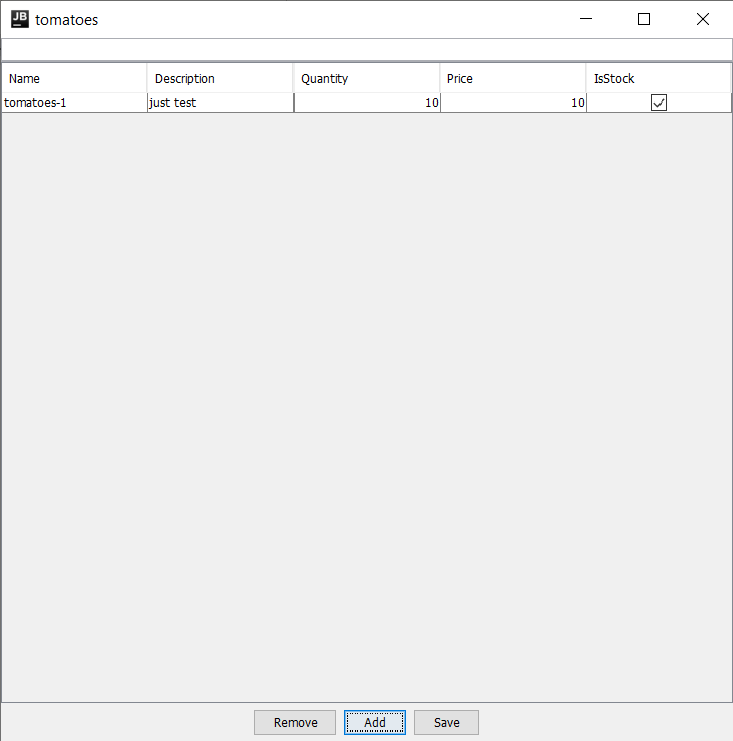 JB tomatoes
Name Description Quantity Price IsStock
tomatoes-1 just test 10 10
Remove Add Save